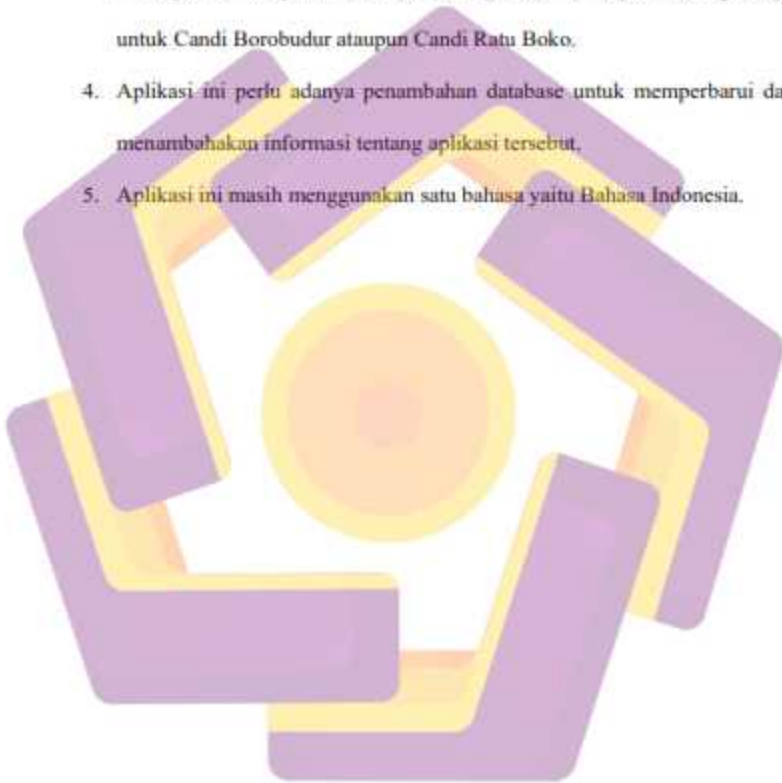 untuk Candi Borobudur ataupun Candi Ratu Boko.
4. Aplikasi ini perlu adanya penambahan database untuk memperbarui da
menambahakan informasi tentang aplikasi tersebut.
5. Aplikasi ini masih menggunakan satu bahasa yaitu Bahasa Indonesia.